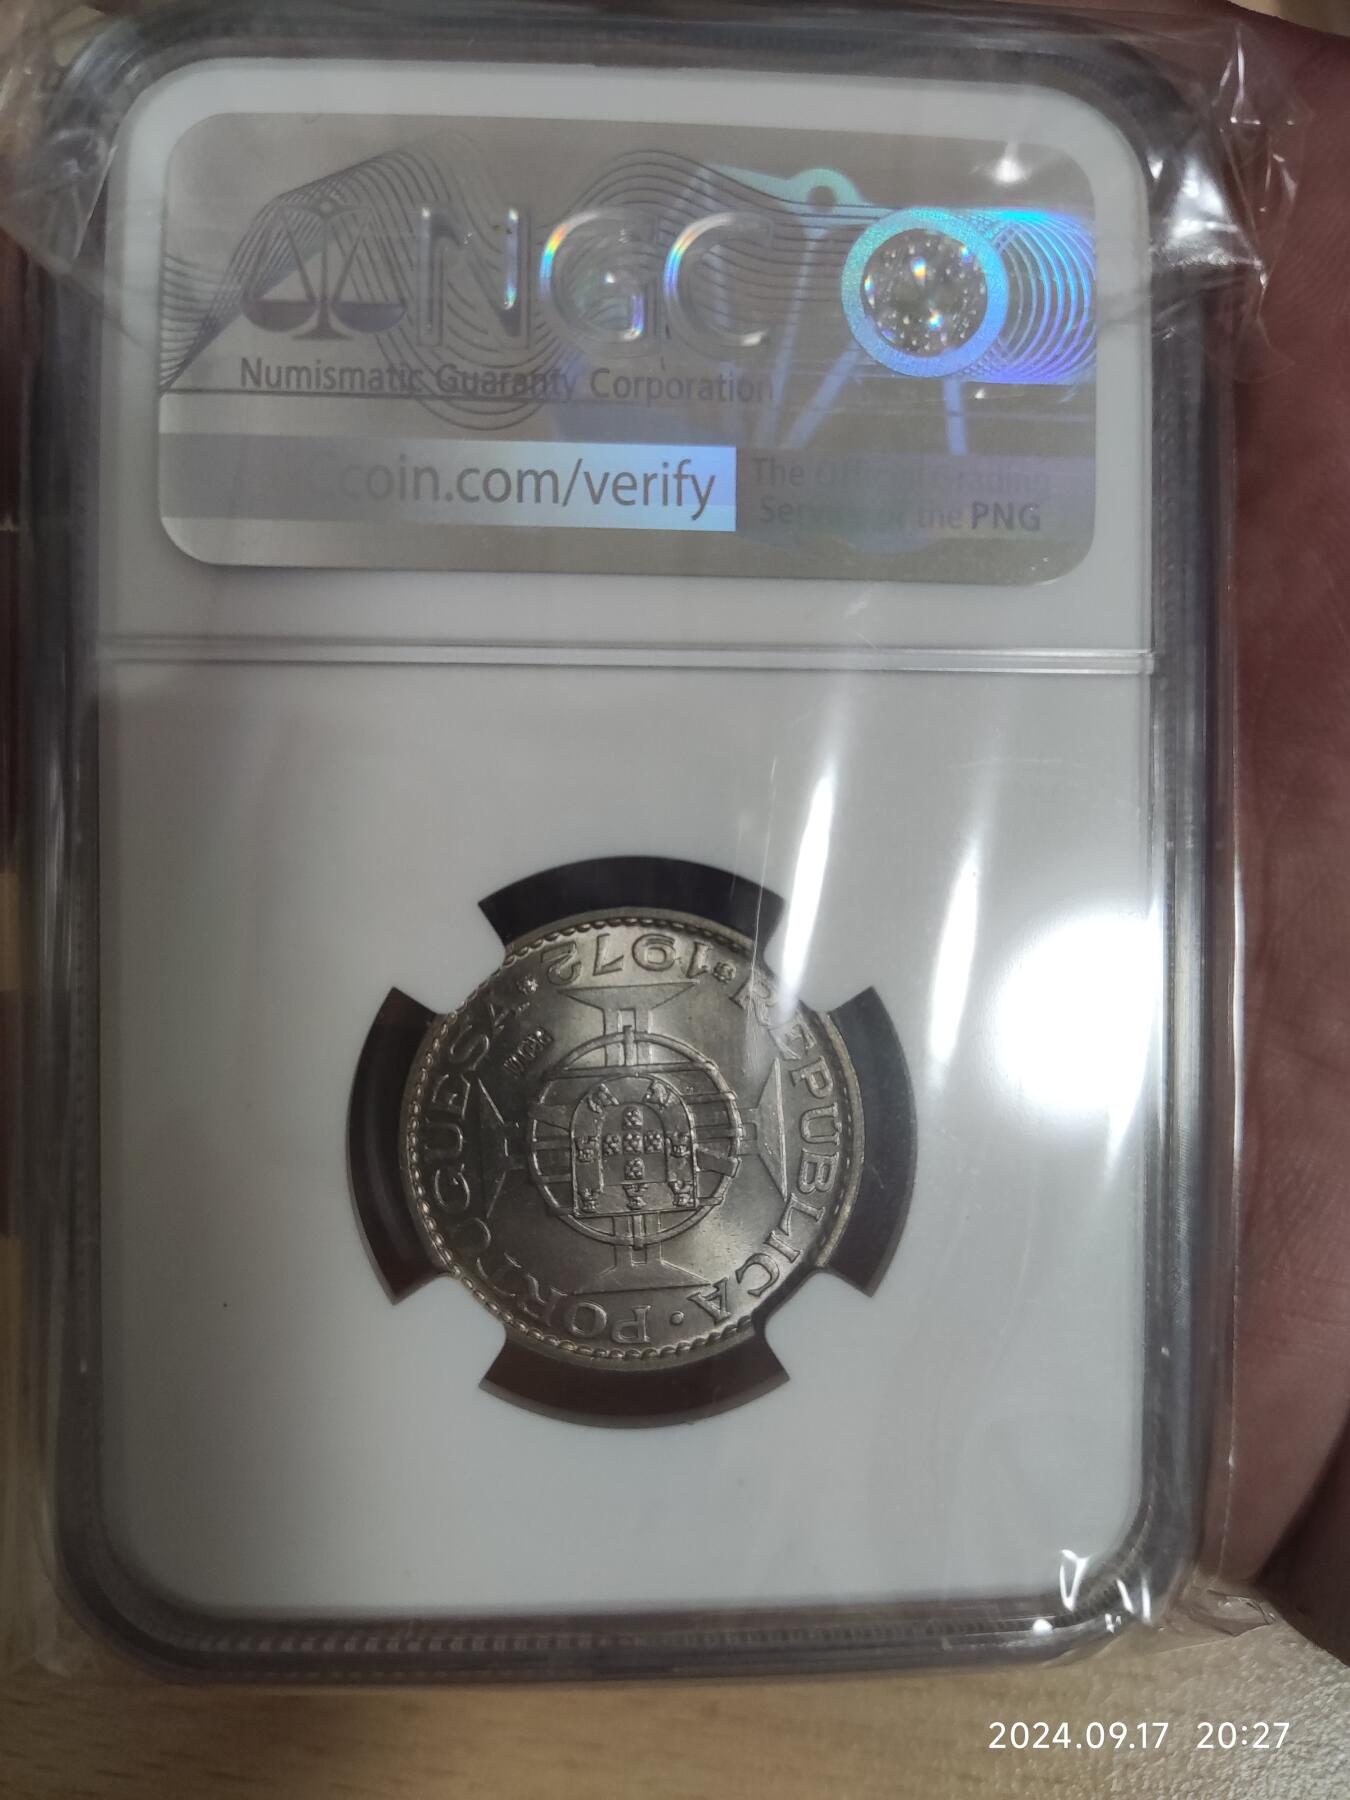 NGC
Numismatic Guaranty Corporation
coin.com/verify
The Official Grading
Service of the PNG
REPUBLICA · PORTUGUESA · 1972 ·
2024.09.17 20:27